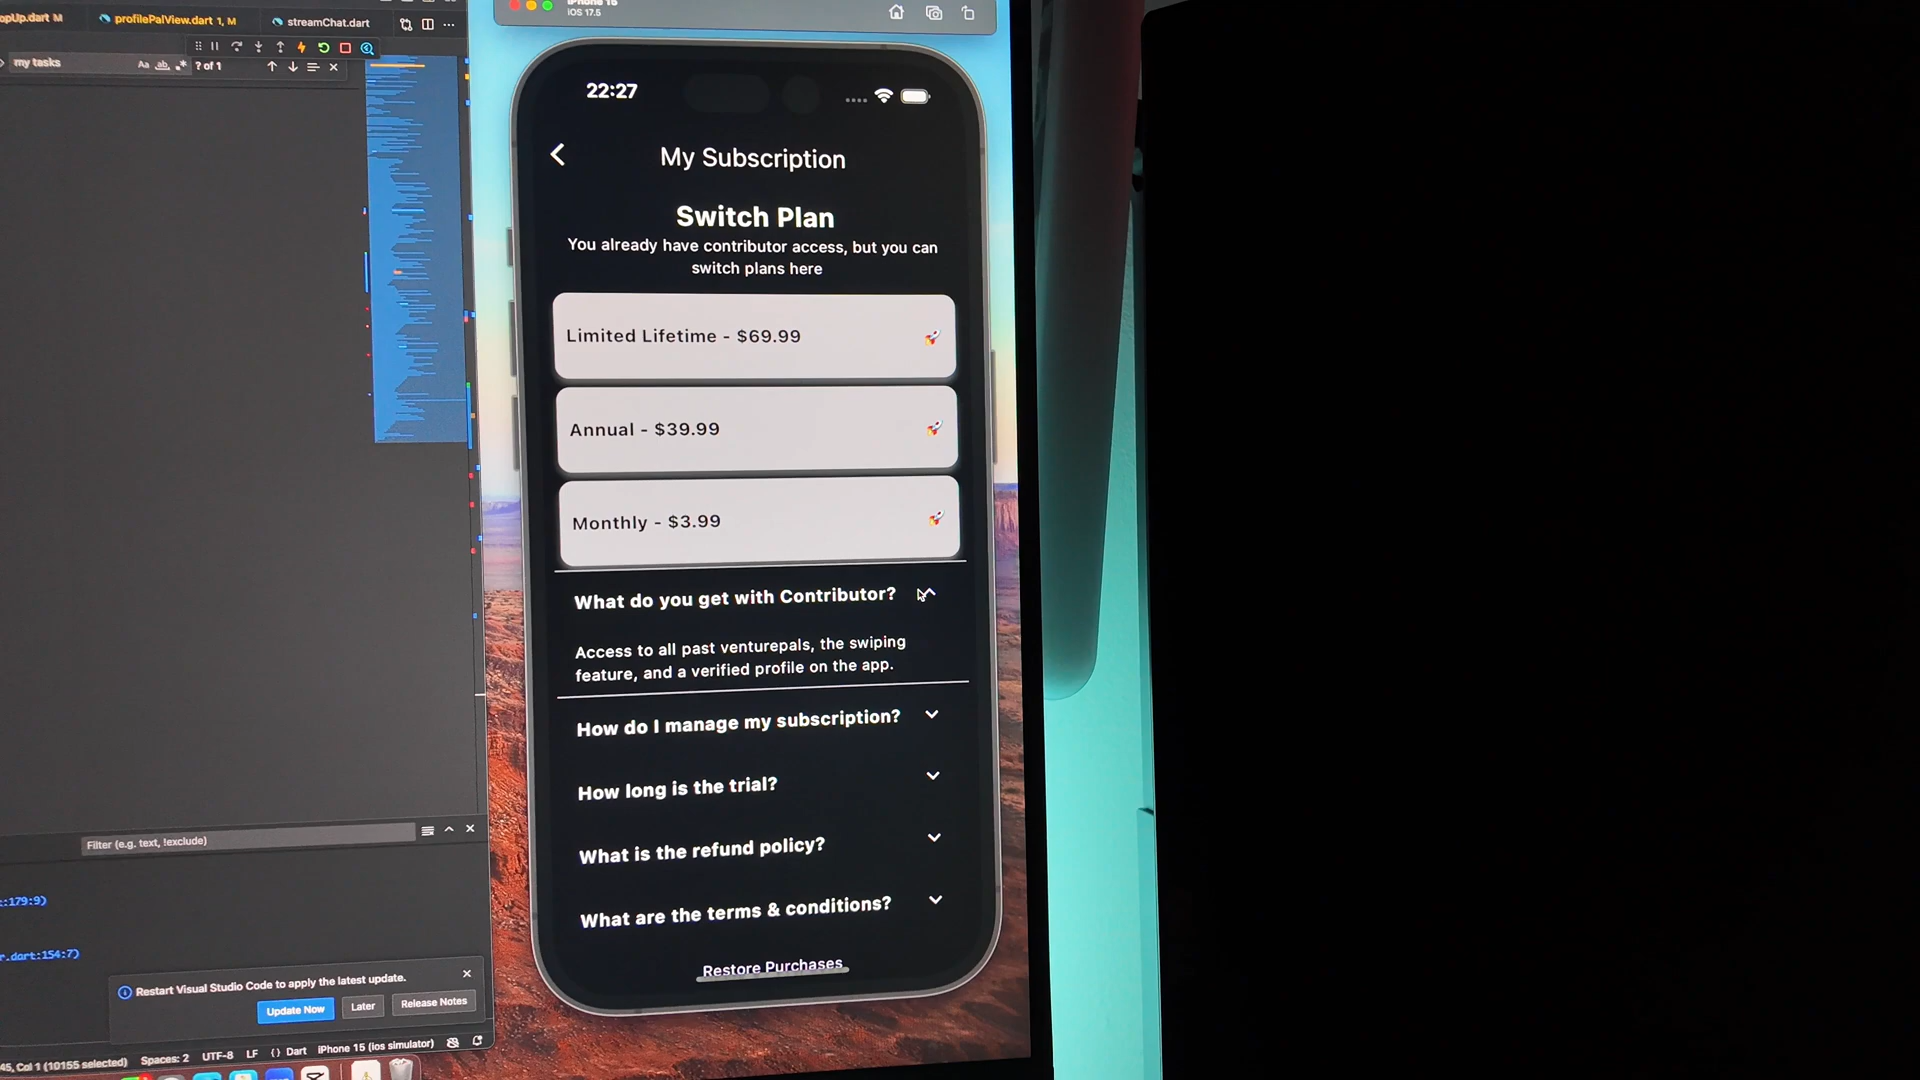 opUp.dart M
profilePalView.dart 1, M
streamChat.dart
my tasks
Aa
ab
? of 1
iPhone 15
iOS 17.5
22:27
My Subscription
Switch Plan
You already have contributor access, but you can
switch plans here
Limited Lifetime - $69.99
Annual - $39.99
Monthly - $3.99
What do you get with Contributor?
Access to all past venturepals, the swiping
feature, and a verified profile on the app.
How do I manage my subscription?
How long is the trial?
What is the refund policy?
What are the terms & conditions?
Restore Purchases
Filter (e.g. text, !exclude)
:179:9)
r.dart:154:7)
Restart Visual Studio Code to apply the latest update.
Update Now
Later
Release Notes
45, Col 1 (10155 selected)
Spaces: 2
UTF-8
LF
{ } Dart
iPhone 15 (ios simulator)